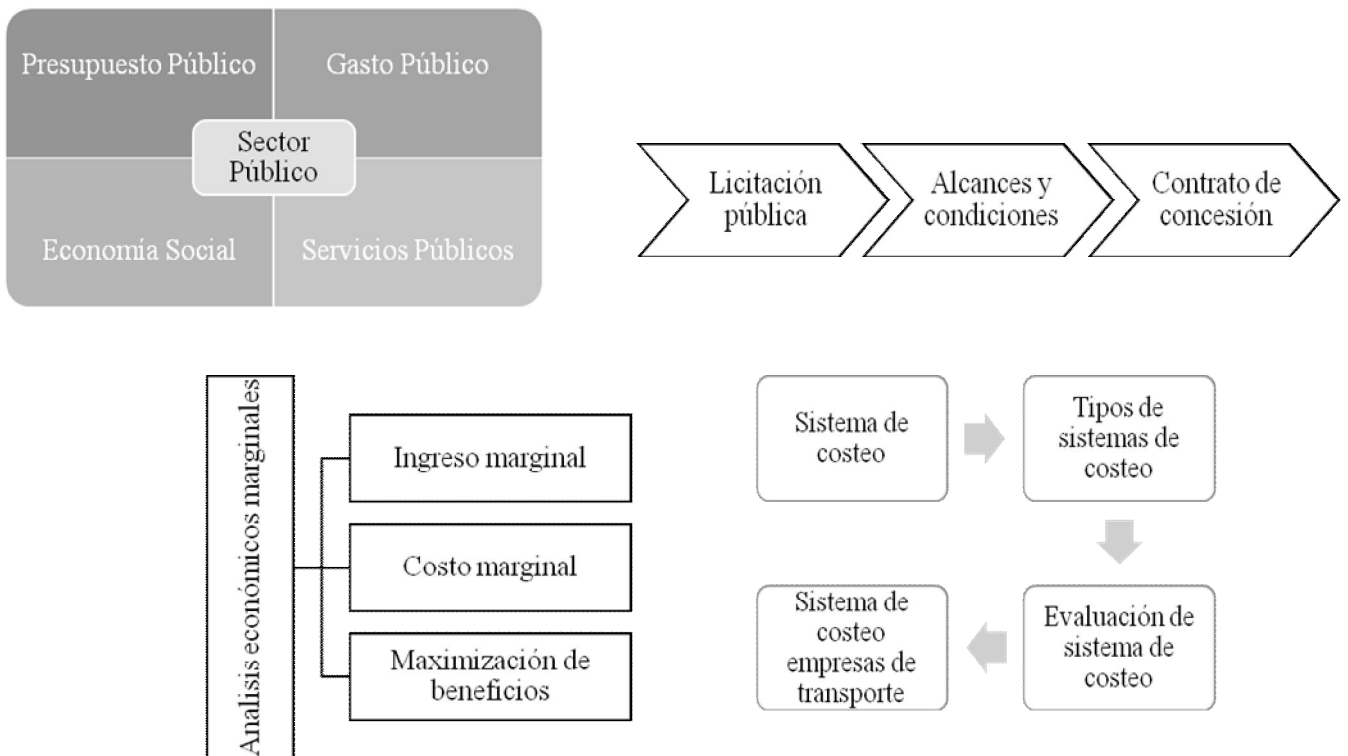 Presupuesto Público
Gasto Público
Sector
Público
Economía Social
Servicios Públicos
Licitación
pública
Alcances y
condiciones
Contrato de
concesión
Analisis económicos marginales
Ingreso marginal
Costo marginal
Maximización de
beneficios
Sistema de
costeo
Tipos de
sistemas de
costeo
Evaluación de
sistema de
costeo
Sistema de
costeo
empresas de
transporte